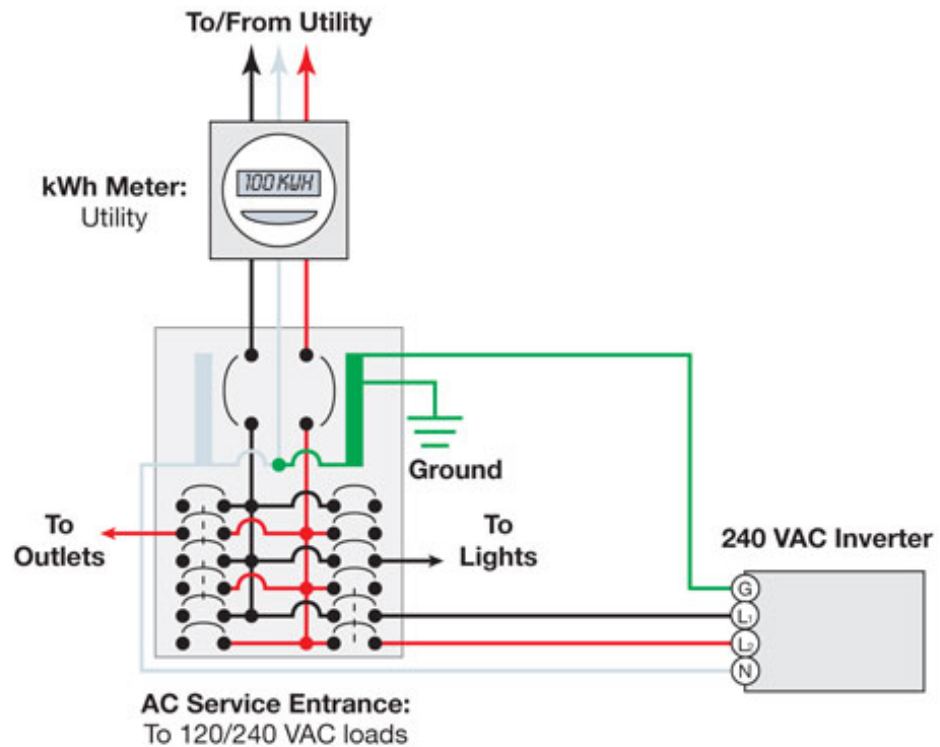 To/From Utility
100 KWH
kWh Meter:
Utility
Ground
To
Outlets
To
Lights
240 VAC Inverter
G
L1
L2
N
AC Service Entrance:
To 120/240 VAC loads